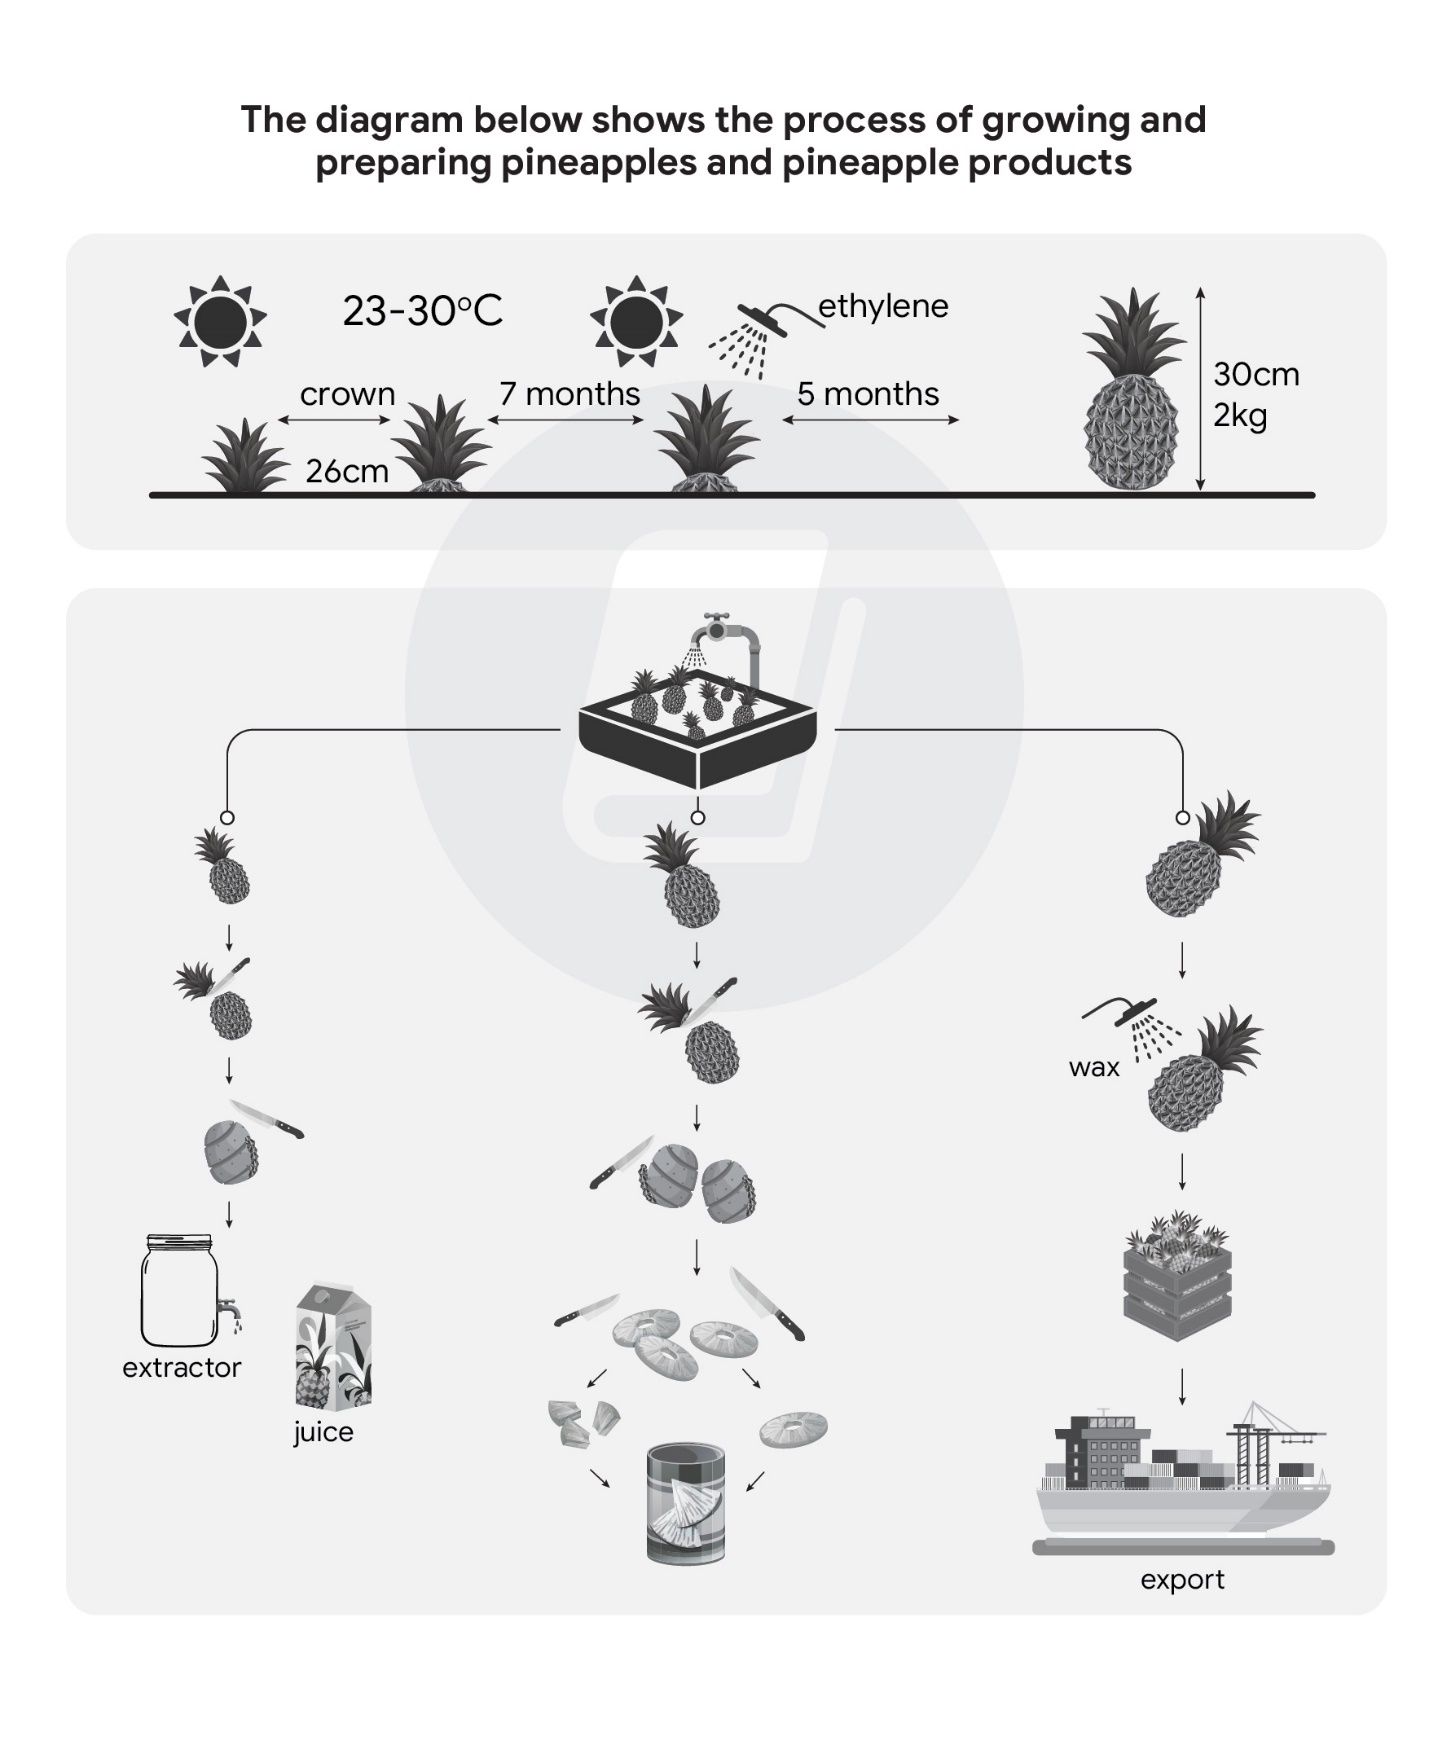 The diagram below shows the process of growing and
preparing pineapples and pineapple products
23-30°C
ethylene
crown
7 months
5 months
30cm
2kg
26cm
wax
extractor
juice
export